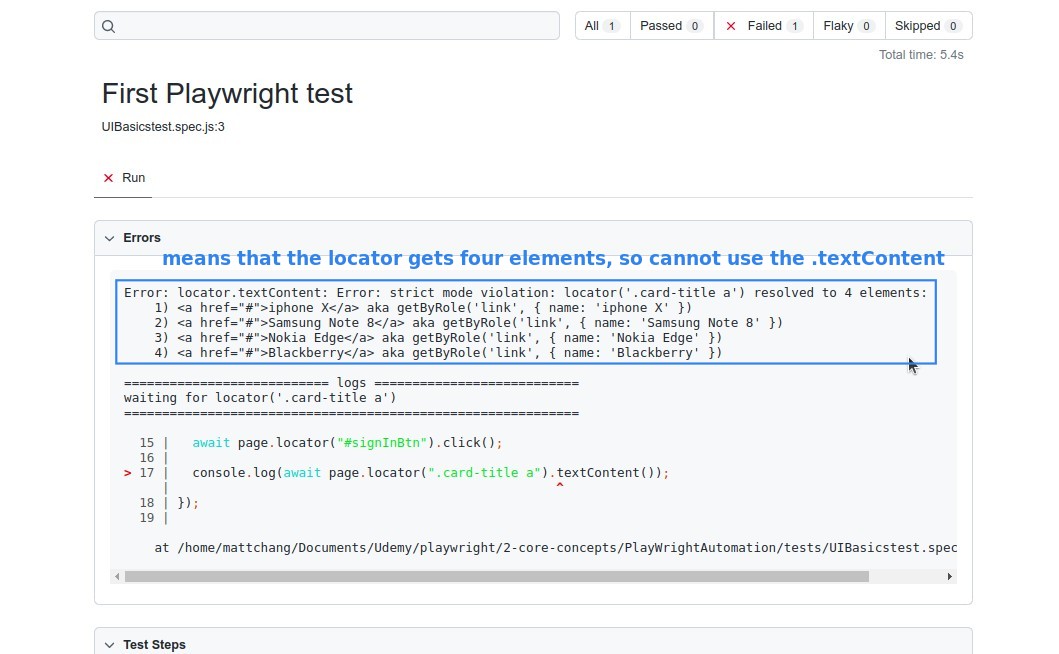 All 1 Passed 0 Failed 1 Flaky 0 Skipped 0
Total time: 5.4s
First Playwright test
UIBasicstest.spec.js:3
Run
Errors
means that the locator gets four elements, so cannot use the .textContent
Error: locator.textContent: Error: strict mode violation: locator('.card-title a') resolved to 4 elements:
1) <a href="#">iphone X</a> aka getByRole('link', { name: 'iphone X' })
2) <a href="#">Samsung Note 8</a> aka getByRole('link', { name: 'Samsung Note 8' })
3) <a href="#">Nokia Edge</a> aka getByRole('link', { name: 'Nokia Edge' })
4) <a href="#">Blackberry</a> aka getByRole('link', { name: 'Blackberry' })
=========================== logs ===========================
waiting for locator('.card-title a')
============================================================
15 |   await page.locator("#signInBtn").click();
16 |
> 17 |   console.log(await page.locator(".card-title a").textContent());
|                                                    ^
18 | });
19 |
at /home/mattchang/Documents/Udemy/playwright/2-core-concepts/PlayWrightAutomation/tests/UIBasicstest.spec
Test Steps